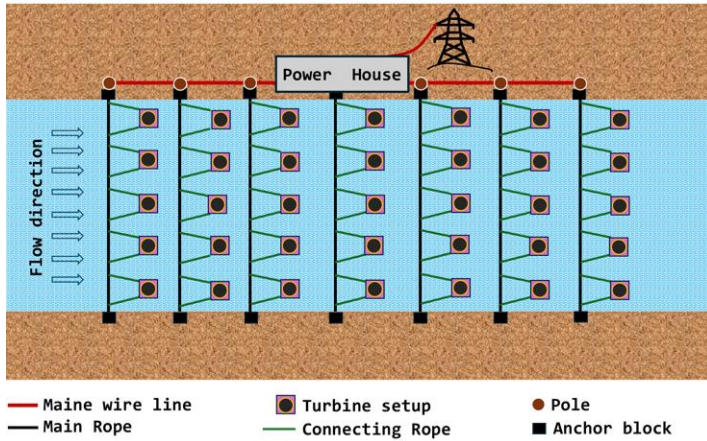 Power House
Flow direction
Maine wire line
Turbine setup
Pole
Main Rope
Connecting Rope
Anchor block